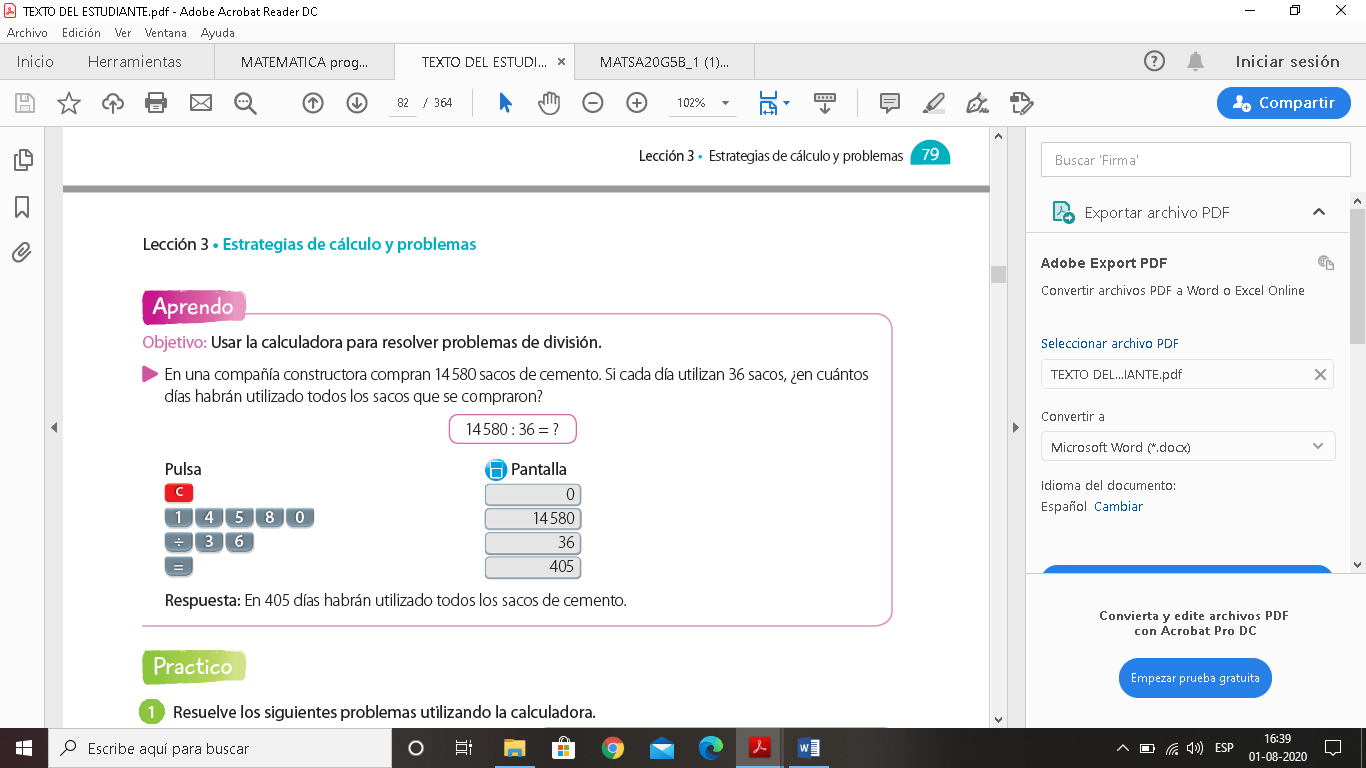 TEXTO DEL ESTUDIANTE.pdf - Adobe Acrobat Reader DC
Archivo Edición Ver Ventana Ayuda
Inicio Herramientas MATEMATICA prog... TEXTO DEL ESTUDI... × MATSA20G5B_1 (1)... ? Iniciar sesión
82 / 364 102% Compartir
Lección 3 • Estrategias de cálculo y problemas 79
Lección 3 • Estrategias de cálculo y problemas
Aprendo
Objetivo: Usar la calculadora para resolver problemas de división.
En una compañía constructora compran 14 580 sacos de cemento. Si cada día utilizan 36 sacos, ¿en cuántos
días habrán utilizado todos los sacos que se compraron?
14 580 : 36 = ?
Pulsa Pantalla
C 0
1 4 5 8 0 14 580
÷ 3 6 36
= 405
Respuesta: En 405 días habrán utilizado todos los sacos de cemento.
Practico
1 Resuelve los siguientes problemas utilizando la calculadora.
Buscar 'Firma'
Exportar archivo PDF
Adobe Export PDF
Convertir archivos PDF a Word o Excel Online
Seleccionar archivo PDF
TEXTO DEL...IANTE.pdf
Convertir a
Microsoft Word (*.docx)
Idioma del documento:
Español Cambiar
Convierta y edite archivos PDF
con Acrobat Pro DC
Empezar prueba gratuita
Escribe aquí para buscar
ESP
16:39
01-08-2020